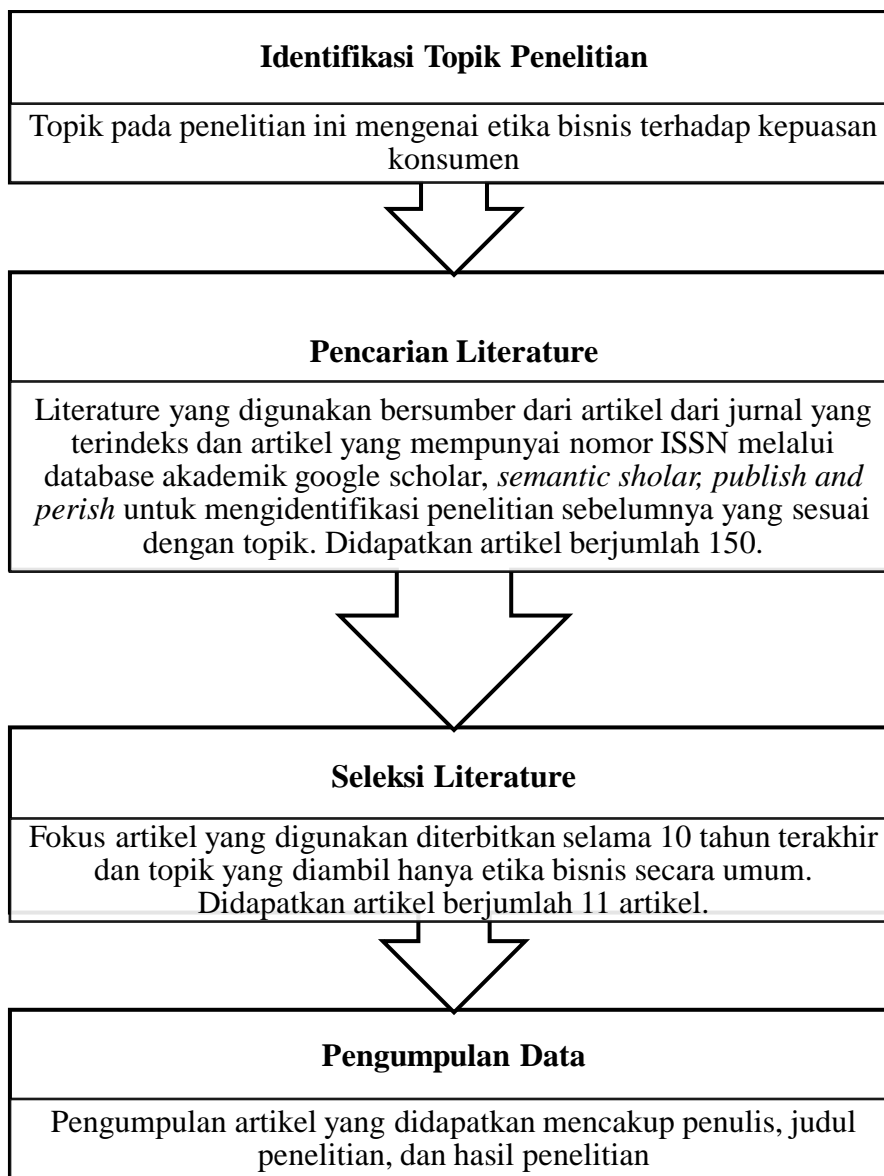 Identifikasi Topik Penelitian
Topik pada penelitian ini mengenai etika bisnis terhadap kepuasan
konsumen
Pencarian Literature
Literature yang digunakan bersumber dari artikel dari jurnal yang
terindeks dan artikel yang mempunyai nomor ISSN melalui
database akademik google scholar, semantic sholar, publish and
perish untuk mengidentifikasi penelitian sebelumnya yang sesuai
dengan topik. Didapatkan artikel berjumlah 150.
Seleksi Literature
Fokus artikel yang digunakan diterbitkan selama 10 tahun terakhir
dan topik yang diambil hanya etika bisnis secara umum.
Didapatkan artikel berjumlah 11 artikel.
Pengumpulan Data
Pengumpulan artikel yang didapatkan mencakup penulis, judul
penelitian, dan hasil penelitian